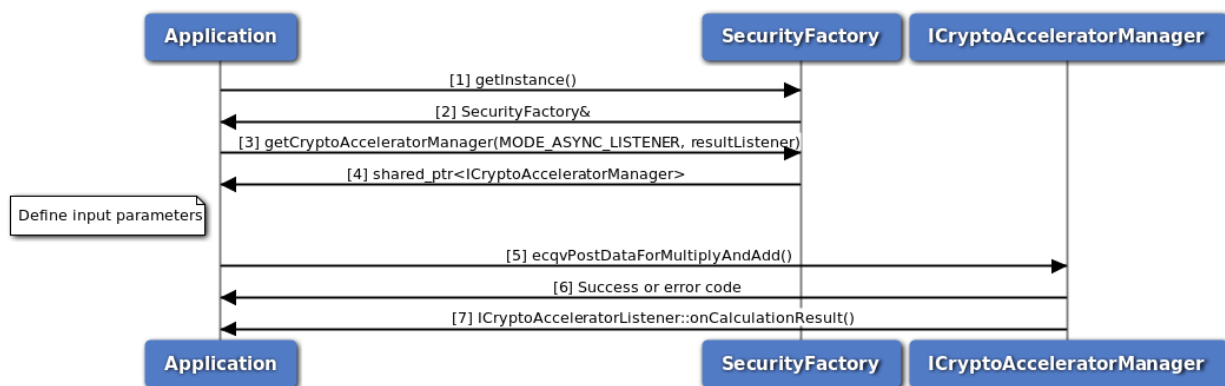 Application SecurityFactory ICryptoAcceleratorManager
[1] getInstance()
[2] SecurityFactory&
[3] getCryptoAcceleratorManager(MODE_ASYNC_LISTENER, resultListener)
[4] shared_ptr<ICryptoAcceleratorManager>
Define input parameters
[5] ecqvPostDataForMultiplyAndAdd()
[6] Success or error code
[7] ICryptoAcceleratorListener::onCalculationResult()
Application SecurityFactory ICryptoAcceleratorManager